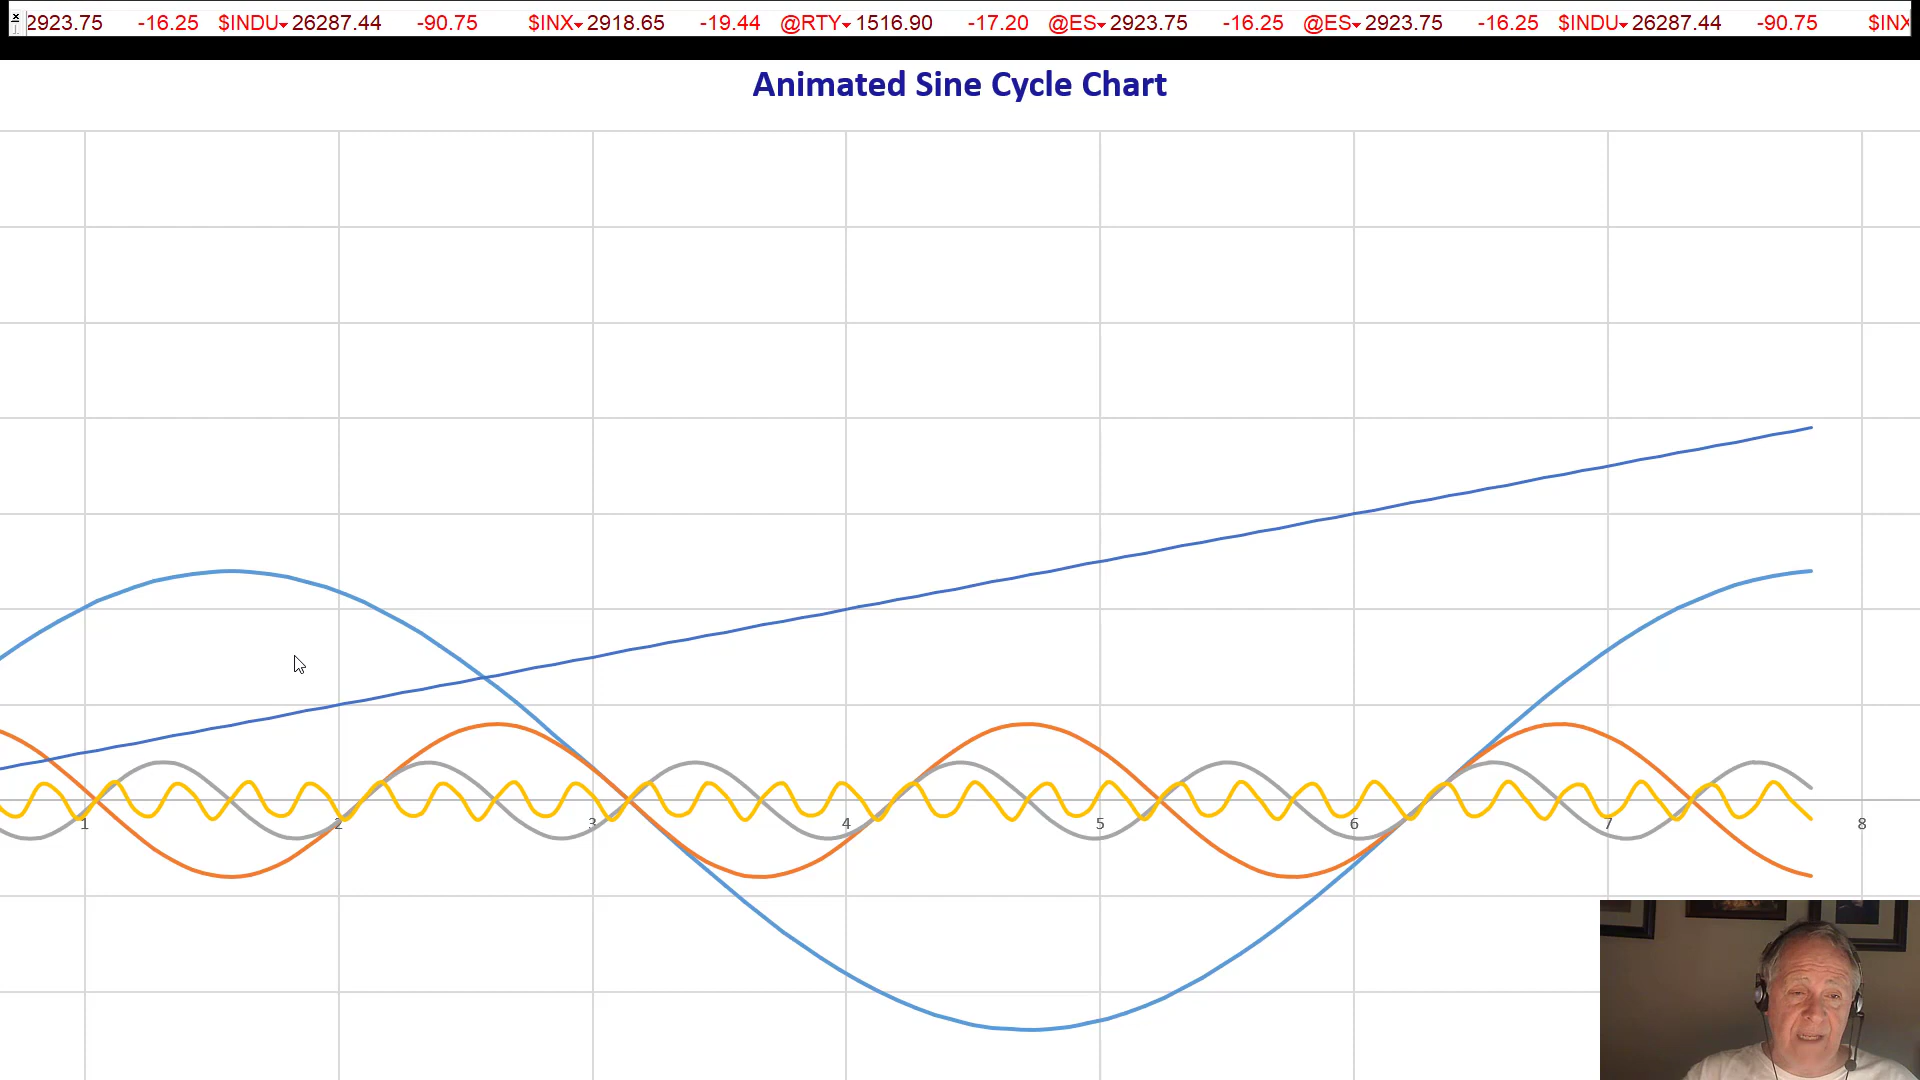 2923.75 -16.25 $INDU 26287.44 -90.75 $INX 2918.65 -19.44 @RTY 1516.90 -17.20 @ES 2923.75 -16.25 @ES 2923.75 -16.25 $INDU 26287.44 -90.75 $INX
Animated Sine Cycle Chart
1 2 3 4 5 6 7 8